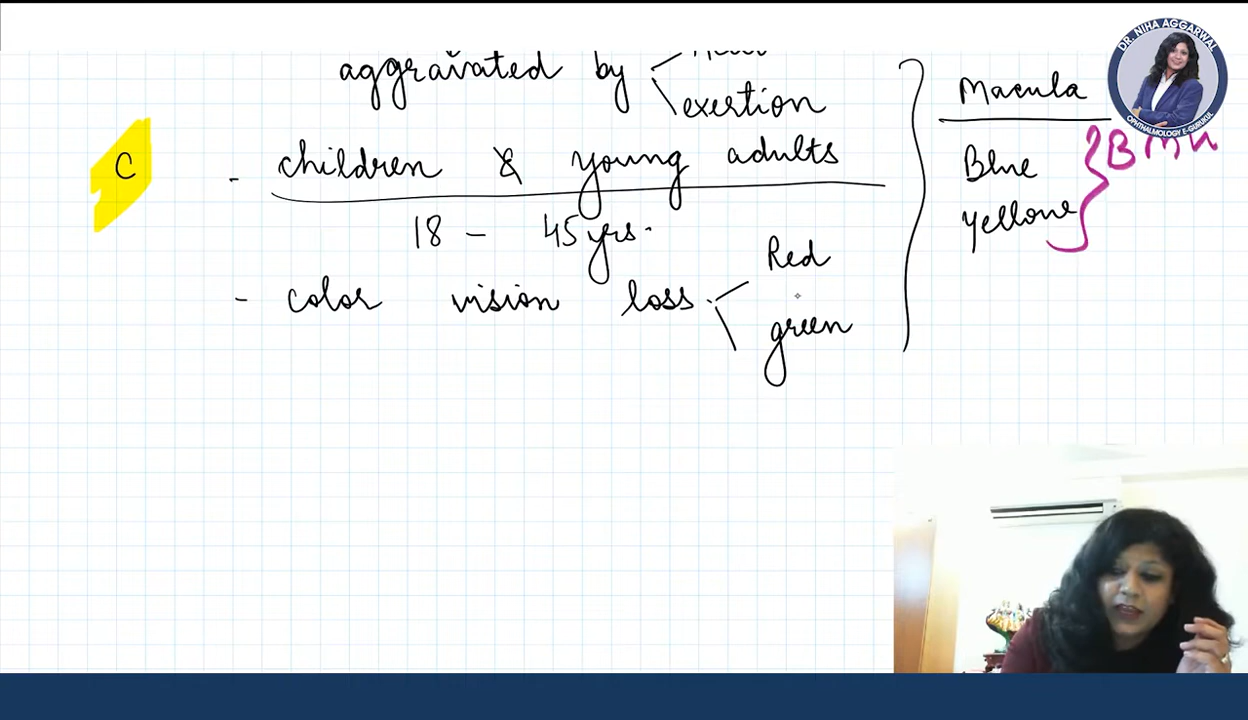 aggravated by
exertion
C
- children & young adults
18 - 45 yrs.
- color vision loss
Red
green
Macula
Blue
Yellow
DR. NIHA AGGARWAL
OPHTHALMOLOGY E-GURUKUL